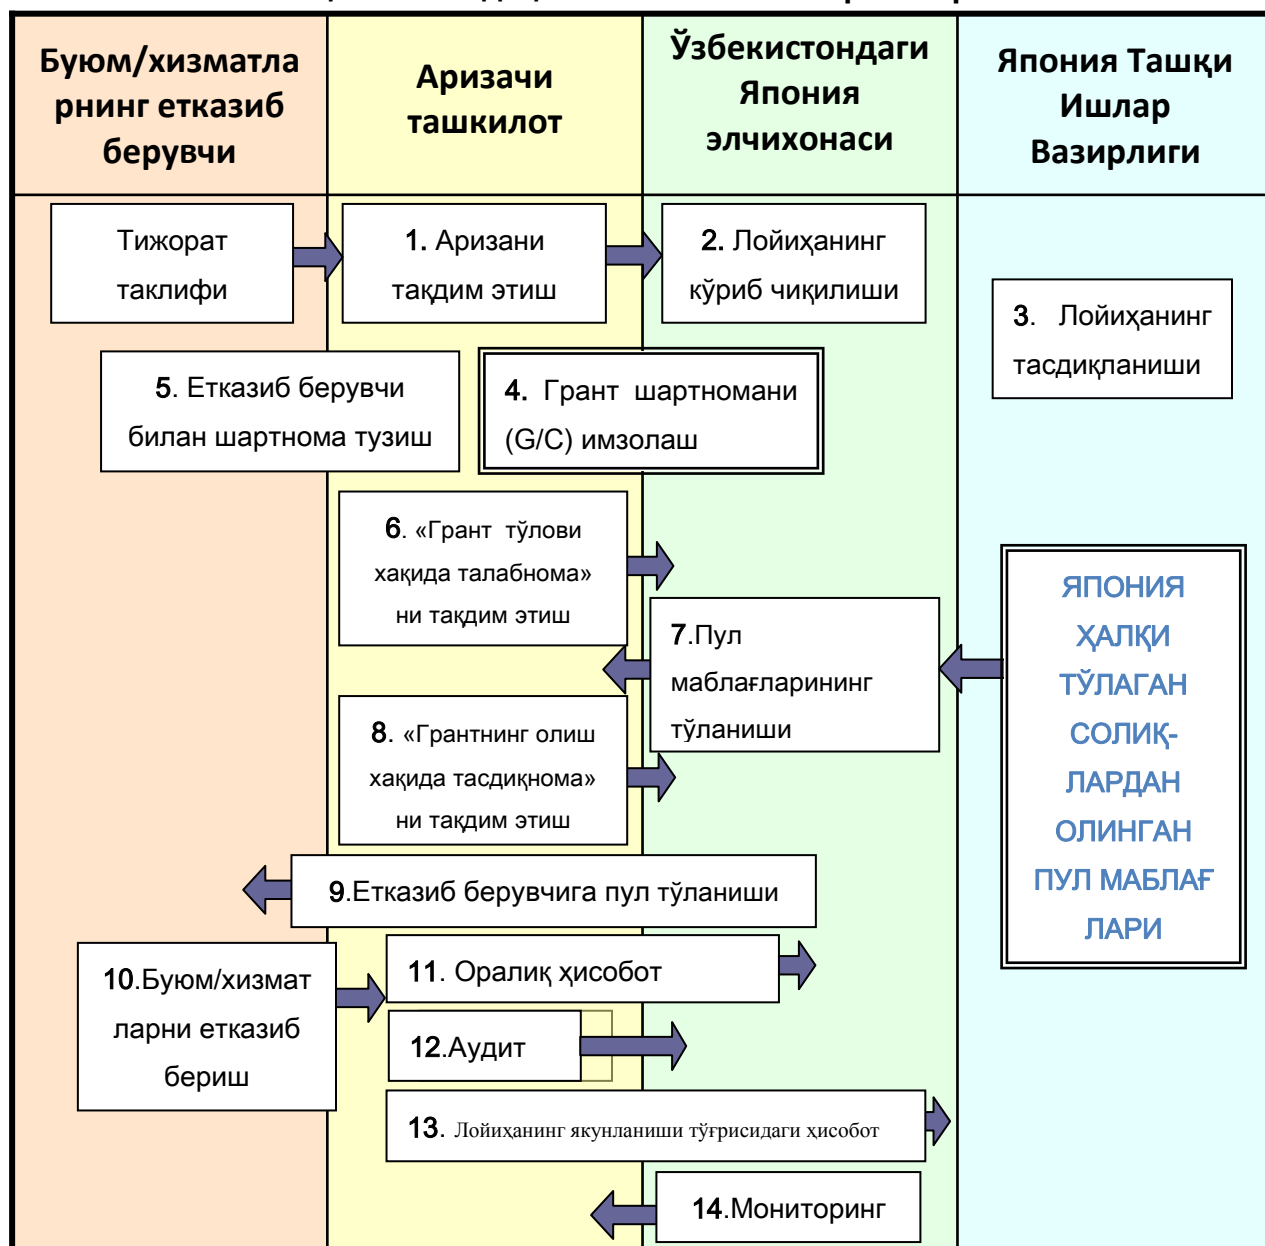 Буюм/хизматла
рнинг етказиб
берувчи
Аризачи
ташкилот
Ўзбекистондаги
Япония
элчихонаси
Япония Ташқи
Ишлар
Вазирлиги
Тижорат
таклифи
1. Аризани
тақдим этиш
2. Лойиҳанинг
кўриб чиқилиши
3. Лойиҳанинг
тасдиқланиши
5. Етказиб берувчи
билан шартнома тузиш
4. Грант шартномани
(G/C) имзолаш
6. «Грант тўлови
хақида талабнома»
ни тақдим этиш
7.Пул
маблағларининг
тўланиши
ЯПОНИЯ
ҲАЛҚИ
ТЎЛАГАН
СОЛИҚ-
ЛАРДАН
ОЛИНГАН
ПУЛ МАБЛАҒ
ЛАРИ
8. «Грантнинг олиш
хақида тасдиқнома»
ни тақдим этиш
9.Етказиб берувчига пул тўланиши
10.Буюм/хизмат
ларни етказиб
бериш
11. Оралиқ ҳисобот
12.Аудит
13. Лойиҳанинг якунланиши тўғрисидаги ҳисобот
14.Мониторинг